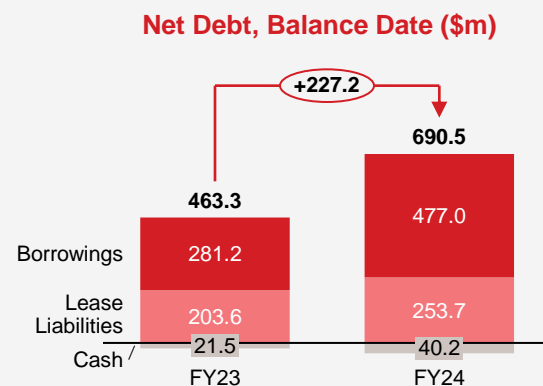 Net Debt, Balance Date ($m)
+227.2
690.5
463.3
477.0
Borrowings
281.2
Lease
Liabilities
203.6
253.7
Cash
21.5
40.2
FY23
FY24